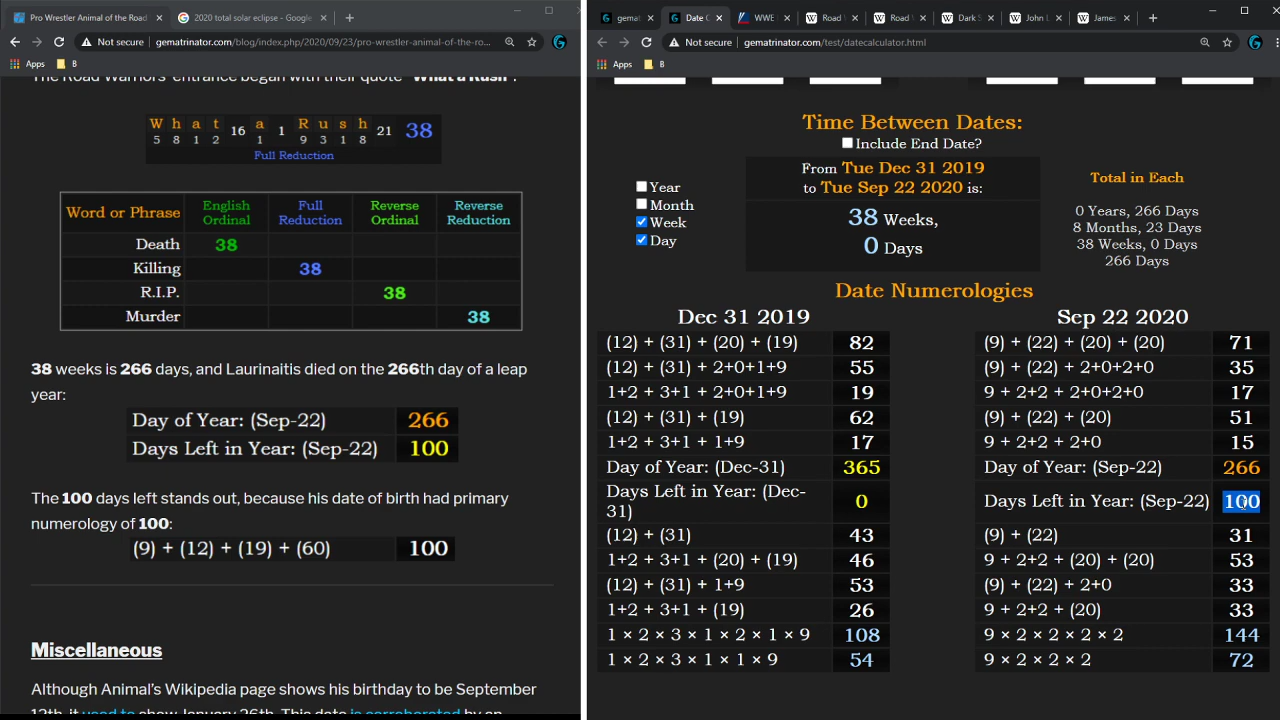 Pro Wrestler Animal of the Road
2020 total solar eclipse - Google
Not secure
gematrinator.com/blog/index.php/2020/09/23/pro-wrestler-animal-of-the-ro...
Apps
B
The Road Warriors' entrance began with their quote "What a Rush":
W h a t 16 a 1 R u s h 21 38
5 8 1 2 1 9 3 1 8
Full Reduction
Word or Phrase English Ordinal Full Reduction Reverse Ordinal Reverse Reduction
Death 38
Killing 38
R.I.P. 38
Murder 38
38 weeks is 266 days, and Laurinaitis died on the 266th day of a leap
year:
Day of Year: (Sep-22) 266
Days Left in Year: (Sep-22) 100
The 100 days left stands out, because his date of birth had primary
numerology of 100:
(9) + (12) + (19) + (60) 100
Miscellaneous
Although Animal's Wikipedia page shows his birthday to be September
12th, it used to show January 26th. This date is corroborated by an
gemat
Date C
WWE
Road V
Road V
Dark S
John L
James
Not secure
gematrinator.com/test/datecalculator.html
Apps
B
Time Between Dates:
Include End Date?
Year
Month
Week
Day
From Tue Dec 31 2019
to Tue Sep 22 2020 is:
38 Weeks,
0 Days
Total in Each
0 Years, 266 Days
8 Months, 23 Days
38 Weeks, 0 Days
266 Days
Date Numerologies
Dec 31 2019
(12) + (31) + (20) + (19) 82
(12) + (31) + 2+0+1+9 55
1+2 + 3+1 + 2+0+1+9 19
(12) + (31) + (19) 62
1+2 + 3+1 + 1+9 17
Day of Year: (Dec-31) 365
Days Left in Year: (Dec-
31) 0
(12) + (31) 43
1+2 + 3+1 + (20) + (19) 46
(12) + (31) + 1+9 53
1+2 + 3+1 + (19) 26
1 × 2 × 3 × 1 × 2 × 1 × 9 108
1 × 2 × 3 × 1 × 1 × 9 54
Sep 22 2020
(9) + (22) + (20) + (20) 71
(9) + (22) + 2+0+2+0 35
9 + 2+2 + 2+0+2+0 17
(9) + (22) + (20) 51
9 + 2+2 + 2+0 15
Day of Year: (Sep-22) 266
Days Left in Year: (Sep-22) 100
(9) + (22) 31
9 + 2+2 + (20) + (20) 53
(9) + (22) + 2+0 33
9 + 2+2 + (20) 33
9 × 2 × 2 × 2 × 2 144
9 × 2 × 2 × 2 72